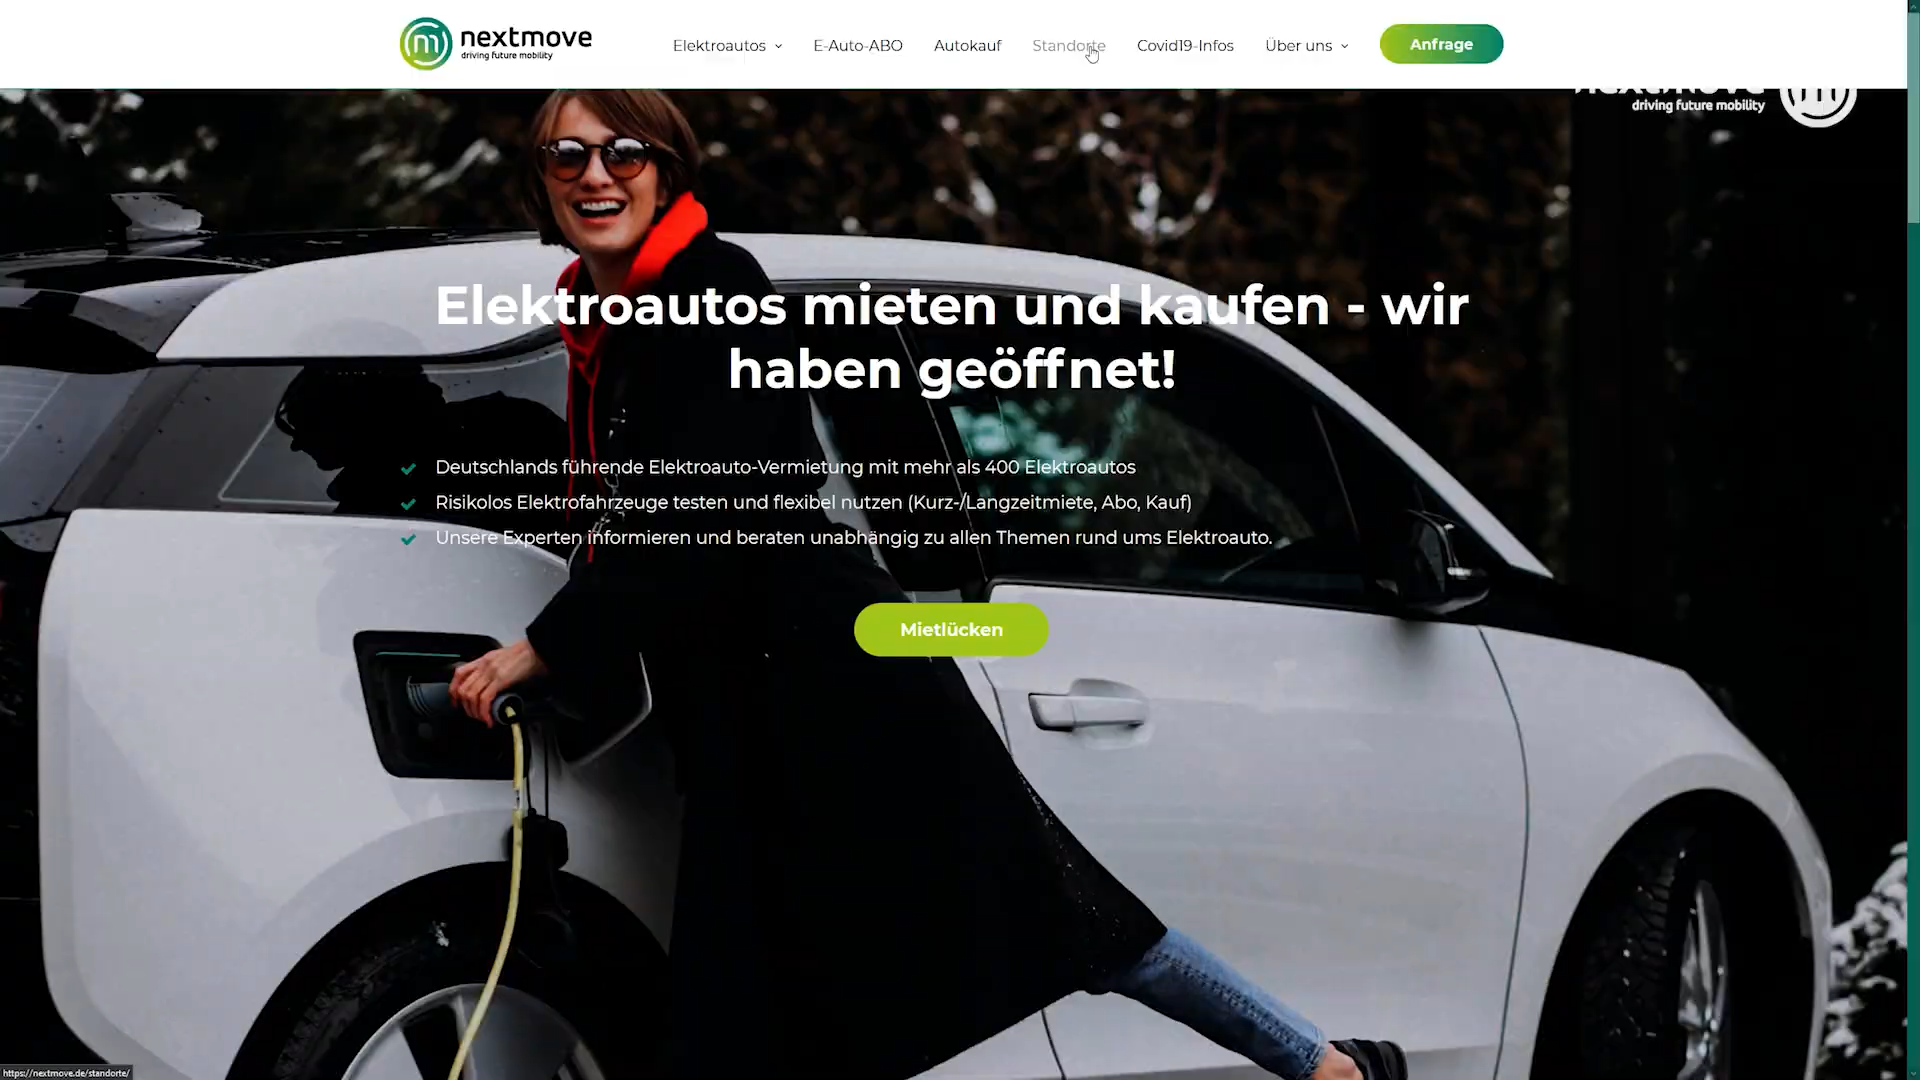 nextmove
driving future mobility
Elektroautos
E-Auto-ABO
Autokauf
Standorte
Covid19-Infos
Über uns
Anfrage
nextmove
driving future mobility
Elektroautos mieten und kaufen - wir
haben geöffnet!
Deutschlands führende Elektroauto-Vermietung mit mehr als 400 Elektroautos
Risikolos Elektrofahrzeuge testen und flexibel nutzen (Kurz-/Langzeitmiete, Abo, Kauf)
Unsere Experten informieren und beraten unabhängig zu allen Themen rund ums Elektroauto.
Mietlücken
https://nextmove.de/standorte/